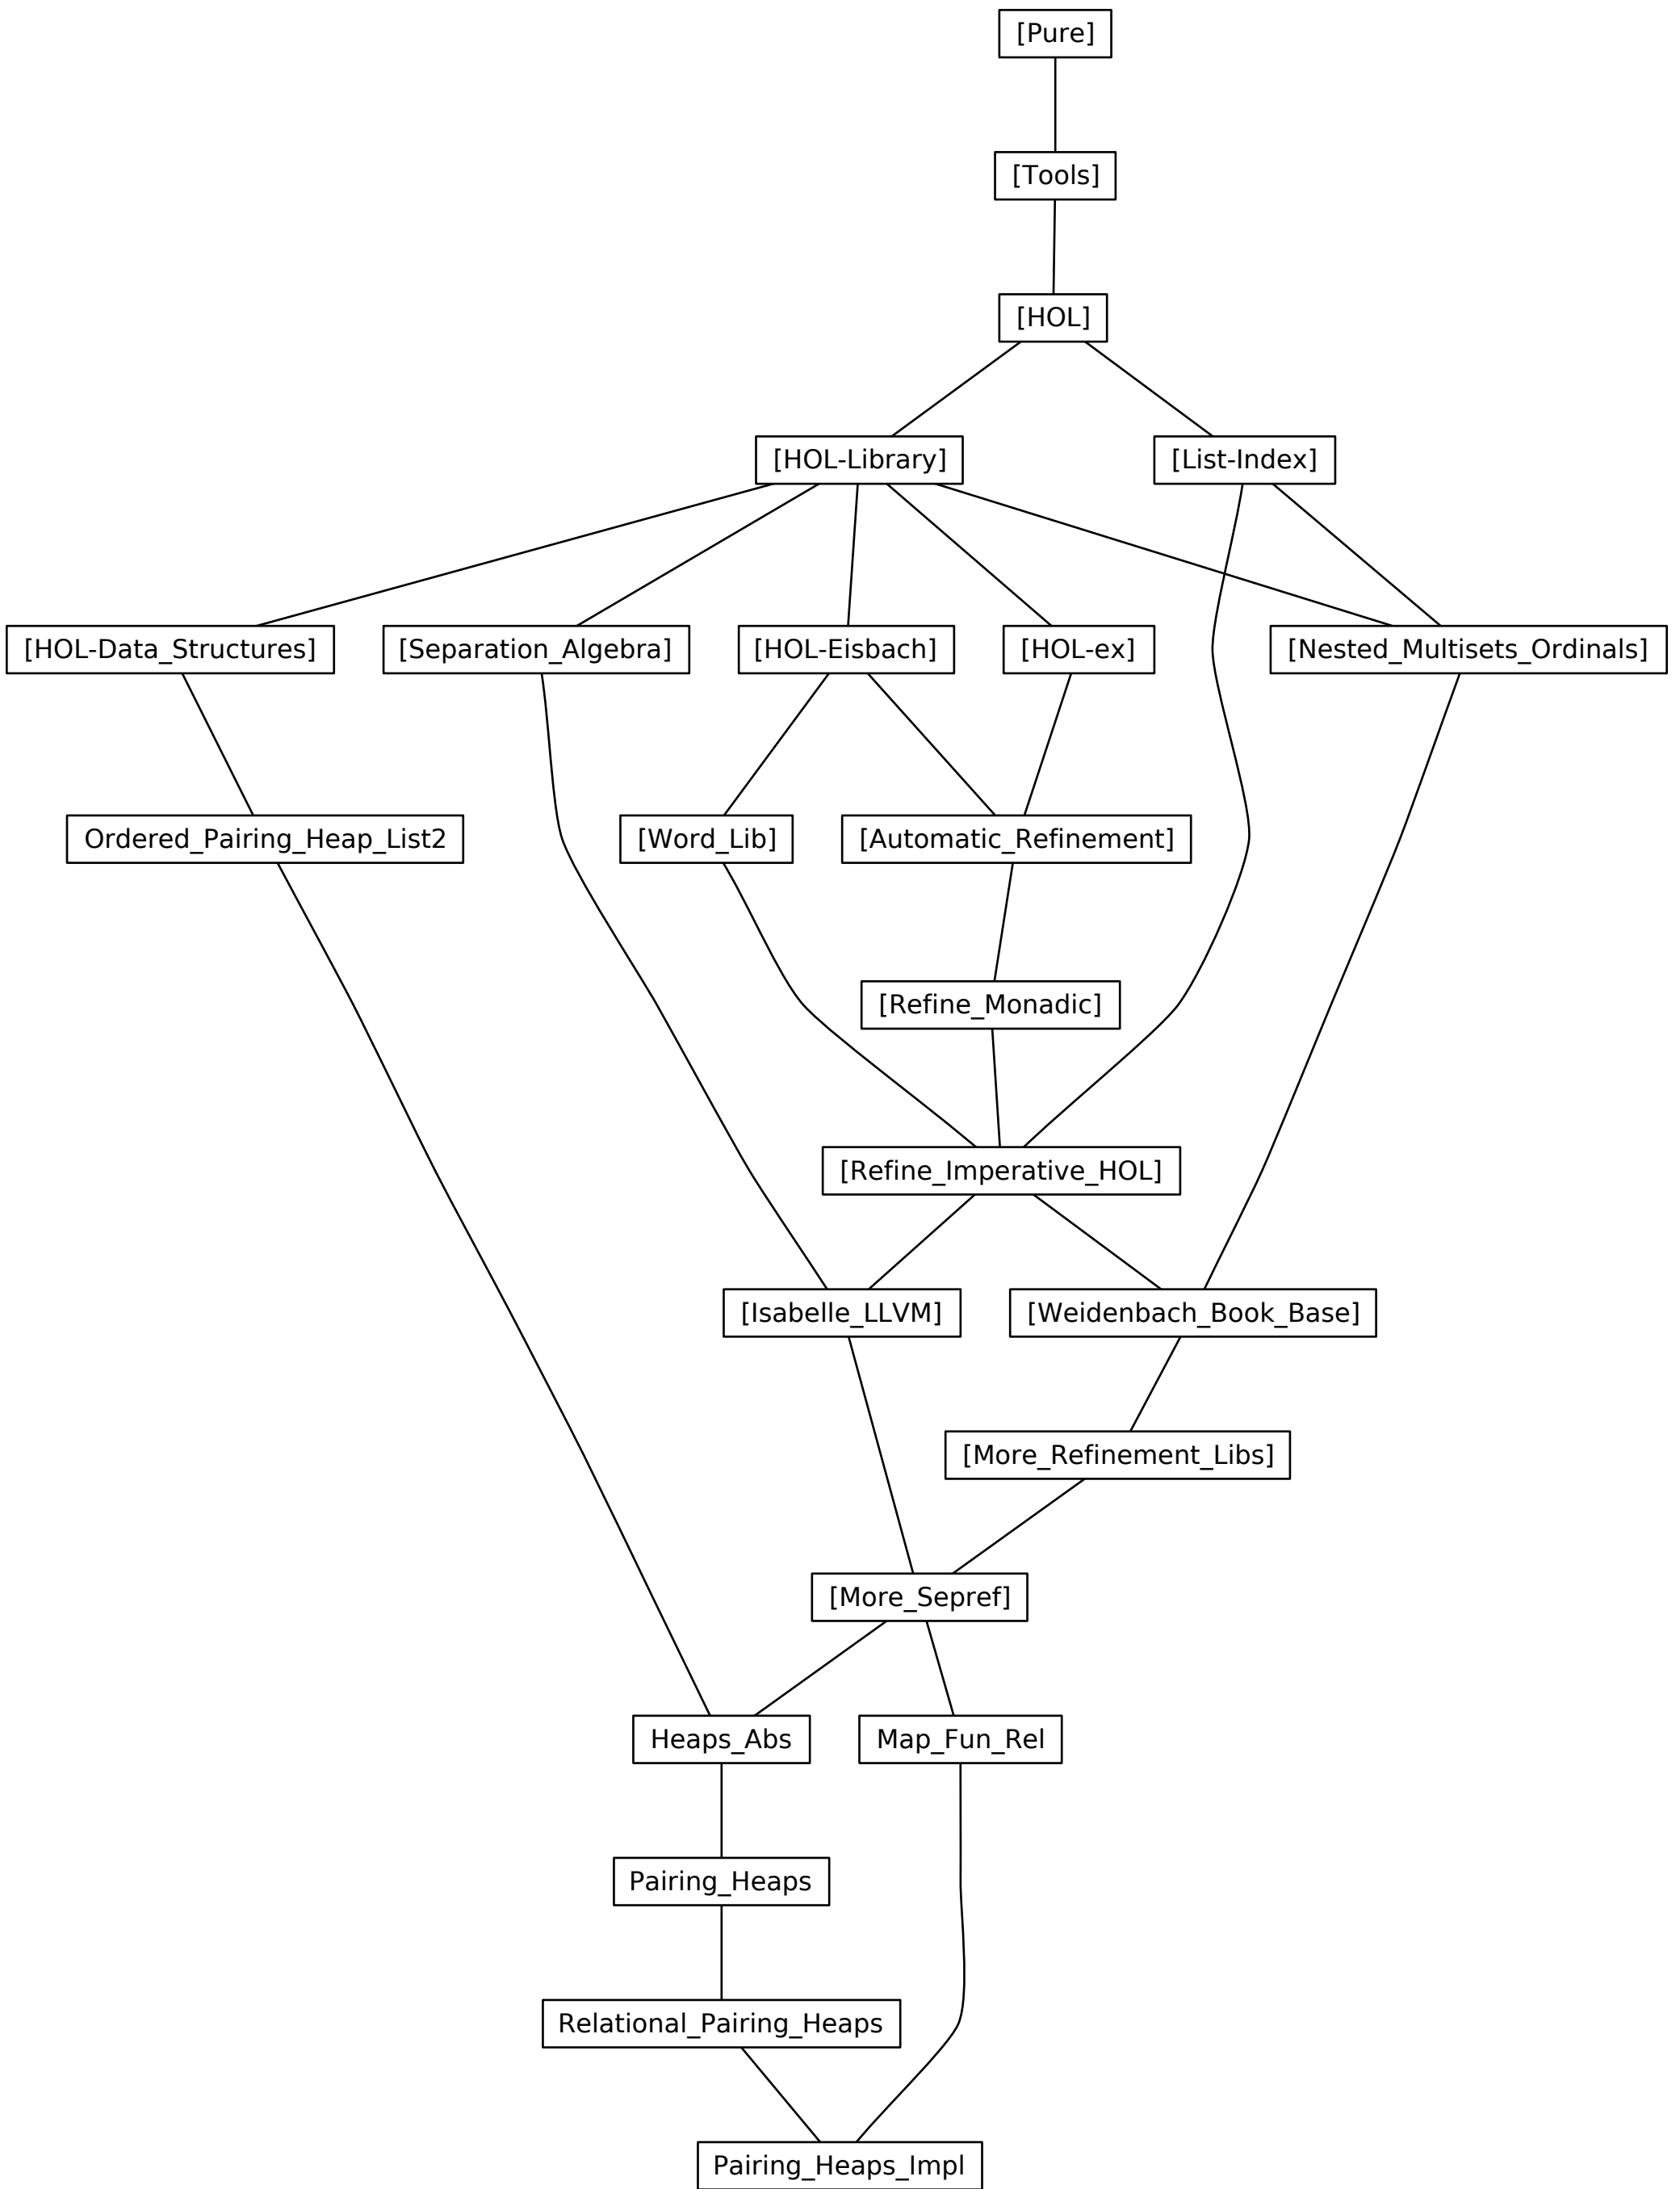 [Pure]
[Tools]
[HOL]
[HOL-Library]
[List-Index]
[HOL-Data_Structures]
[Separation_Algebra]
[HOL-Eisbach]
[HOL-ex]
[Nested_Multisets_Ordinals]
Ordered_Pairing_Heap_List2
[Word_Lib]
[Automatic_Refinement]
[Refine_Monadic]
[Refine_Imperative_HOL]
[Isabelle_LLVM]
[Weidenbach_Book_Base]
[More_Refinement_Libs]
[More_Sepref]
Heaps_Abs
Map_Fun_Rel
Pairing_Heaps
Relational_Pairing_Heaps
Pairing_Heaps_Impl